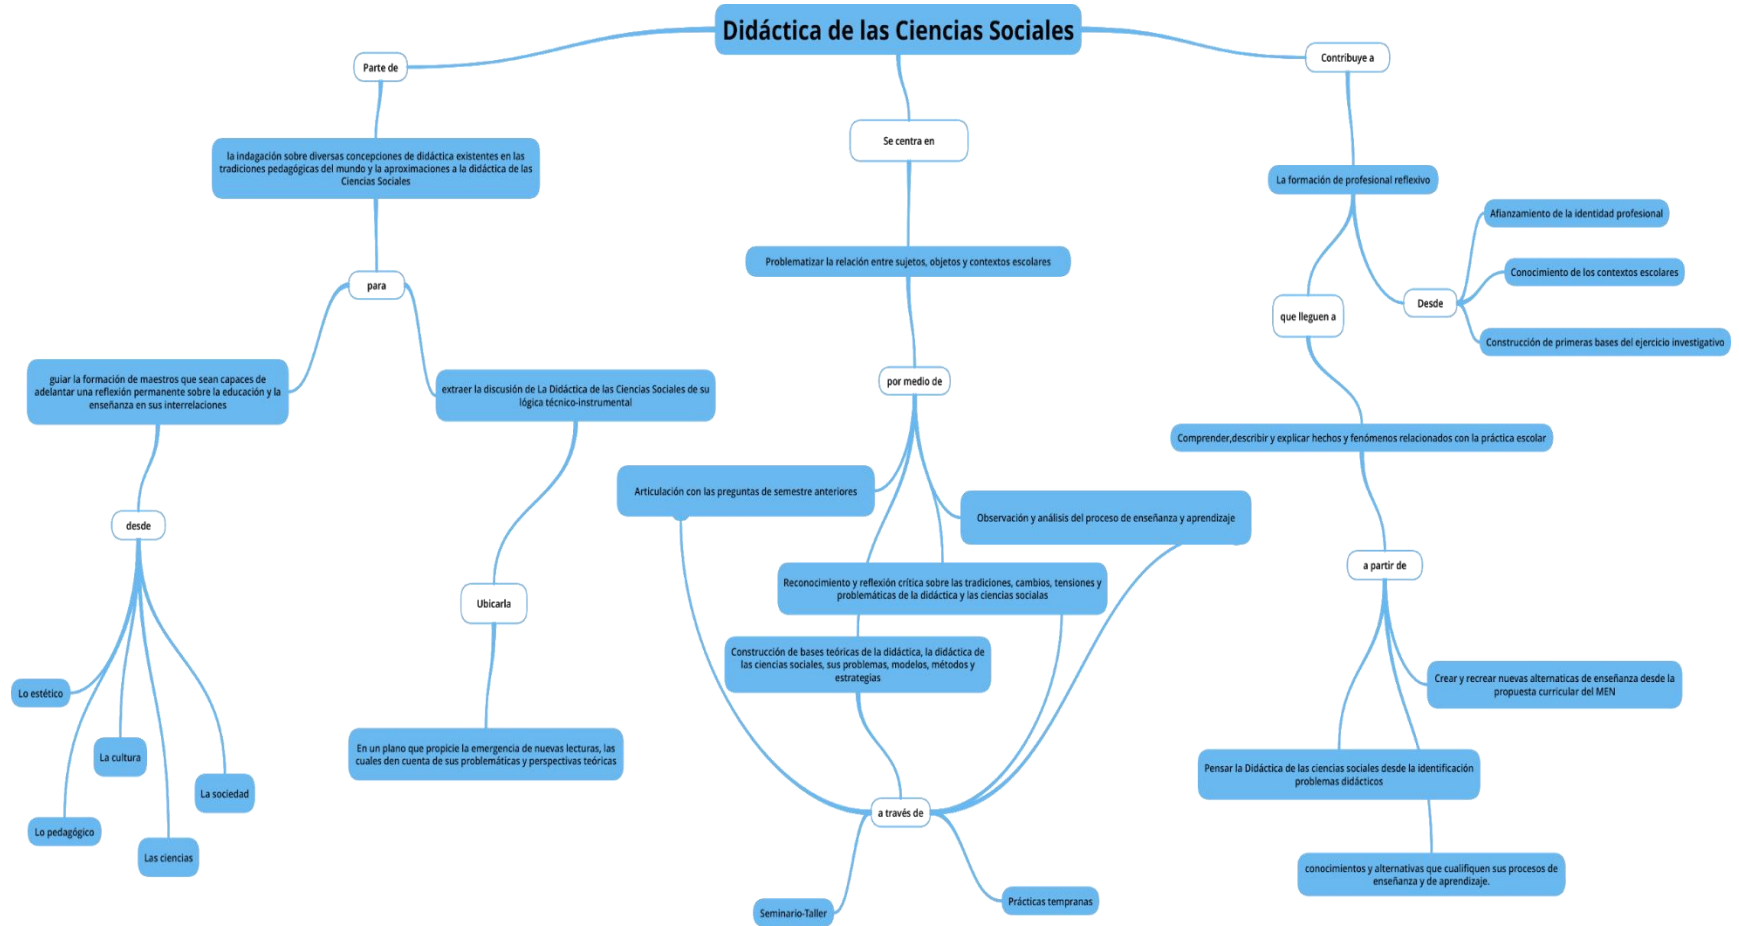 Didáctica de las Ciencias Sociales
Parte de
la indagación sobre diversas concepciones de didáctica existentes en las
tradiciones pedagógicas del mundo y la aproximaciones a la didáctica de las
Ciencias Sociales
para
guiar la formación de maestros que sean capaces de
adelantar una reflexión permanente sobre la educación y la
enseñanza en sus interrelaciones
desde
Lo estético
Lo pedagógico
La cultura
Las ciencias
La sociedad
extraer la discusión de La Didáctica de las Ciencias Sociales de su
lógica técnico-instrumental
Ubicarla
En un plano que propicie la emergencia de nuevas lecturas, las
cuales den cuenta de sus problemáticas y perspectivas teóricas
Se centra en
Problematizar la relación entre sujetos, objetos y contextos escolares
por medio de
Articulación con las preguntas de semestre anteriores
Observación y análisis del proceso de enseñanza y aprendizaje
Reconocimiento y reflexión crítica sobre las tradiciones, cambios, tensiones y
problemáticas de la didáctica y las ciencias socialas
Construcción de bases teóricas de la didáctica, la didáctica de
las ciencias sociales, sus problemas, modelos, métodos y
estrategias
a través de
Seminario-Taller
Prácticas tempranas
Contribuye a
La formación de profesional reflexivo
Desde
Afianzamiento de la identidad profesional
Conocimiento de los contextos escolares
Construcción de primeras bases del ejercicio investigativo
que lleguen a
Comprender,describir y explicar hechos y fenómenos relacionados con la práctica escolar
a partir de
Crear y recrear nuevas alternaticas de enseñanza desde la
propuesta curricular del MEN
Pensar la Didáctica de las ciencias sociales desde la identificación
problemas didácticos
conocimientos y alternativas que cualifiquen sus procesos de
enseñanza y de aprendizaje.